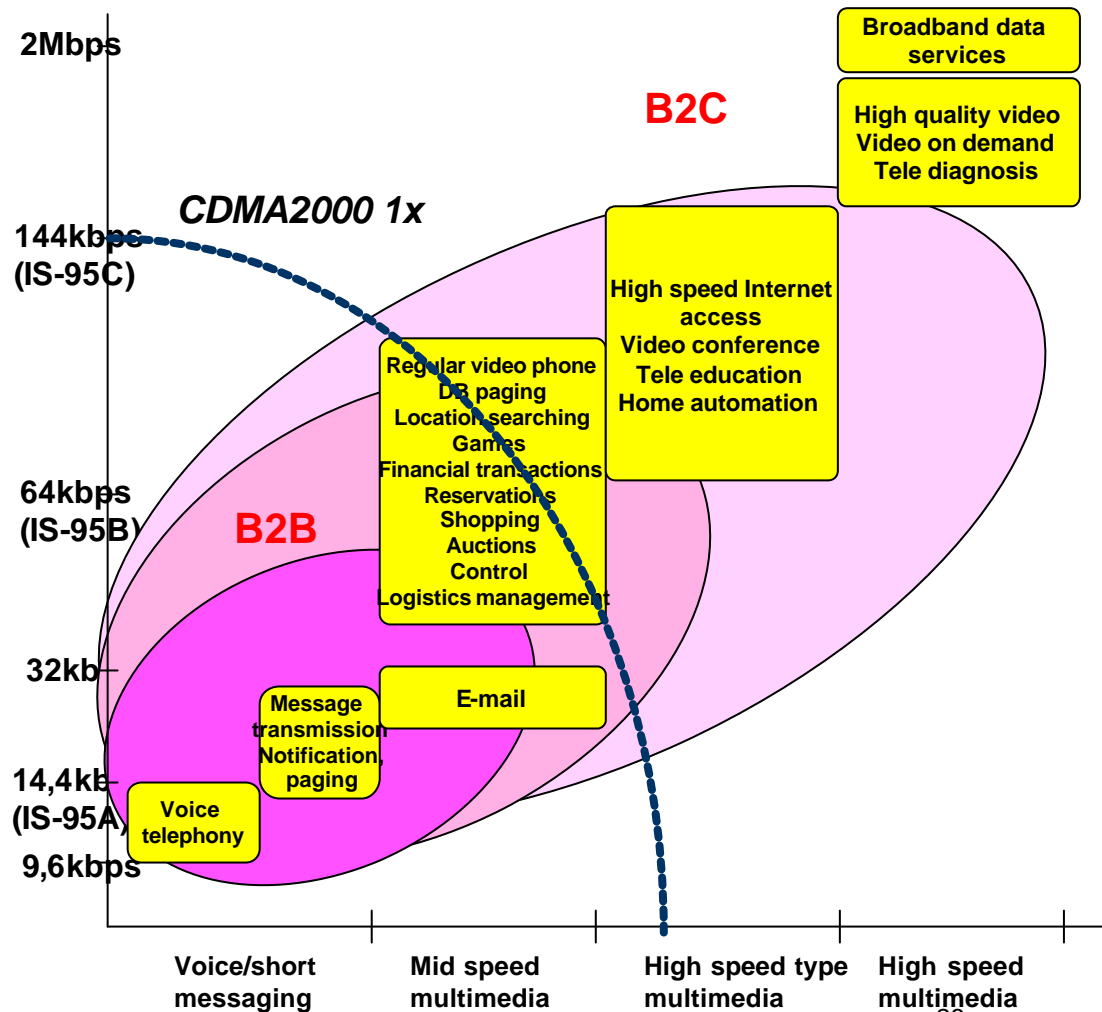 2Mbps
Broadband data
services
B2C
High quality video
Video on demand
Tele diagnosis
CDMA2000 1x
144kbps
(IS-95C)
High speed Internet
access
Video conference
Tele education
Home automation
Regular video phone
DB paging
Location searching
Games
Financial transactions
Reservations
Shopping
Auctions
Control
Logistics management
64kbps
(IS-95B)
B2B
32kb
E-mail
Message
transmission
Notification,
paging
14,4kb
(IS-95A)
Voice
telephony
9,6kbps
Voice/short
messaging
Mid speed
multimedia
High speed type
multimedia
High speed
multimedia